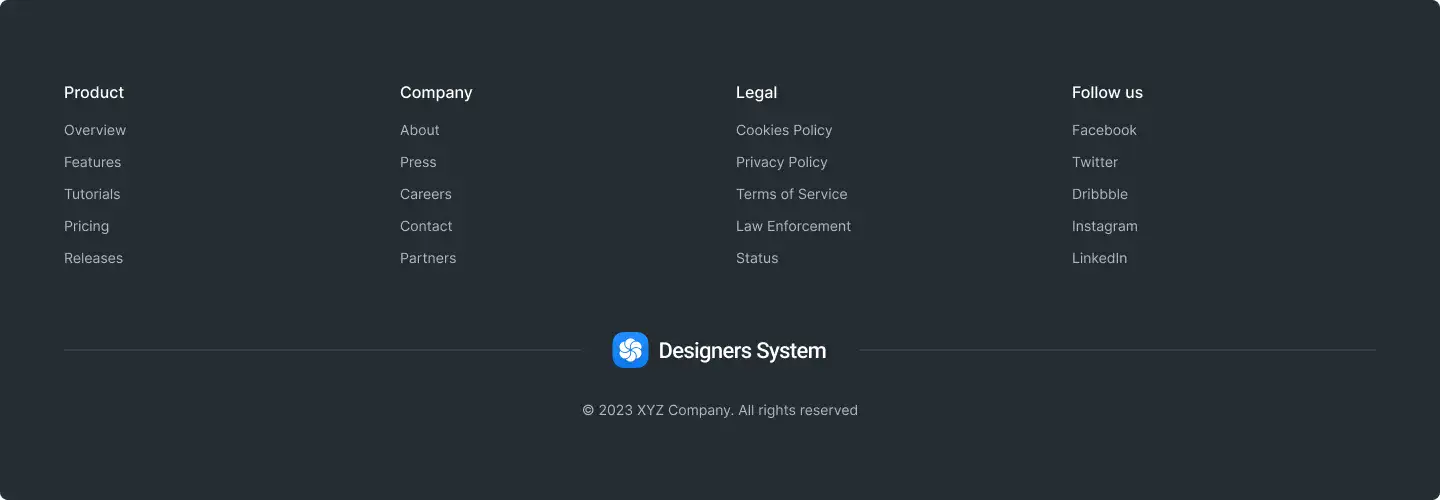 Product
Overview
Features
Tutorials
Pricing
Releases
Company
About
Press
Careers
Contact
Partners
Legal
Cookies Policy
Privacy Policy
Terms of Service
Law Enforcement
Status
Follow us
Facebook
Twitter
Dribbble
Instagram
LinkedIn
Designers System
© 2023 XYZ Company. All rights reserved